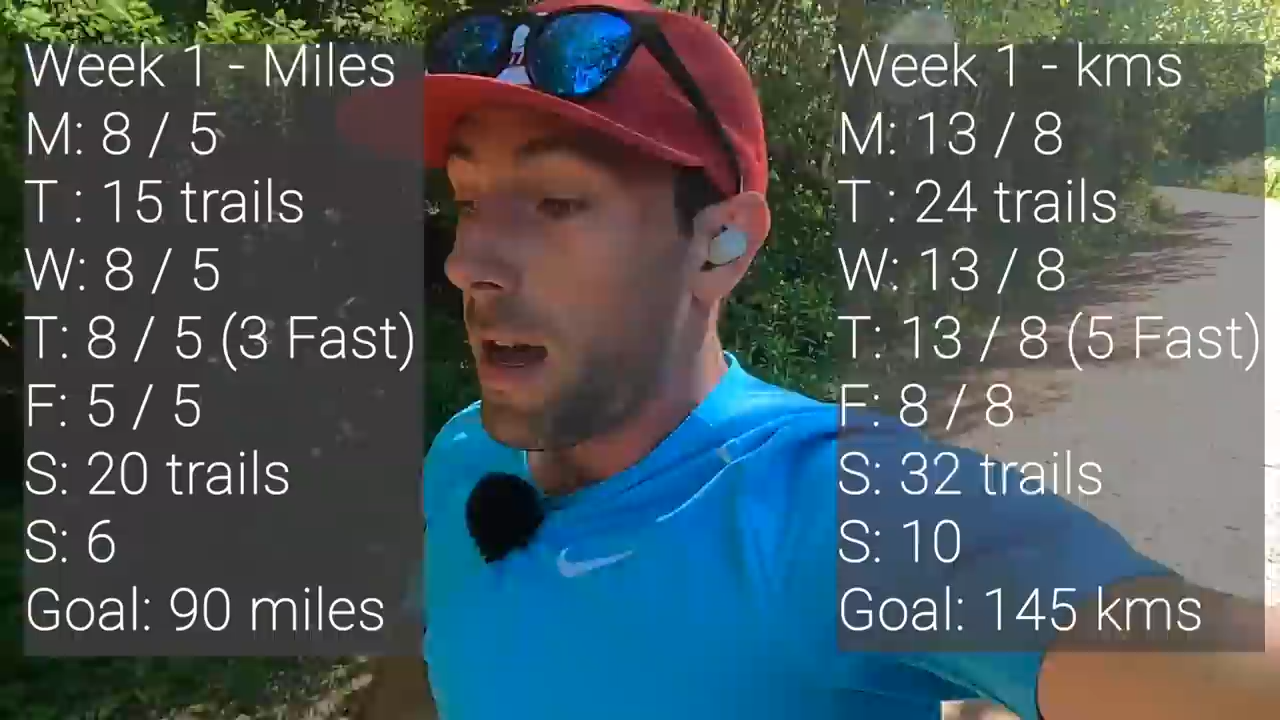 Week 1 - Miles
M: 8 / 5
T : 15 trails
W: 8 / 5
T: 8 / 5 (3 Fast)
F: 5 / 5
S: 20 trails
S: 6
Goal: 90 miles
Week 1 - kms
M: 13 / 8
T : 24 trails
W: 13 / 8
T: 13 / 8 (5 Fast)
F: 8 / 8
S: 32 trails
S: 10
Goal: 145 kms